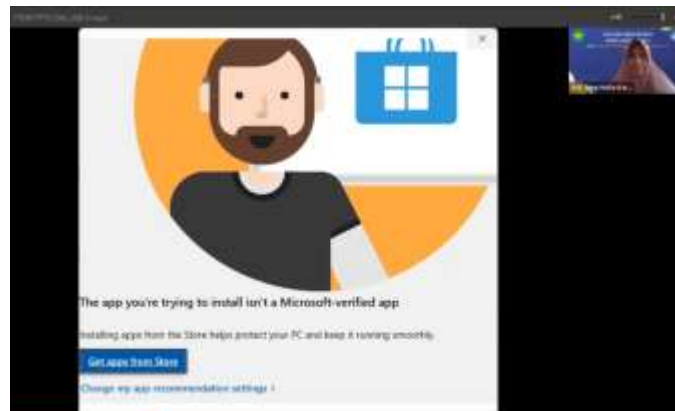 The app you're trying to install isn't a Microsoft-verified app
Installing apps from the Store helps protect your PC and keep it running smoothly.
Get apps from Store
Change my app recommendation settings